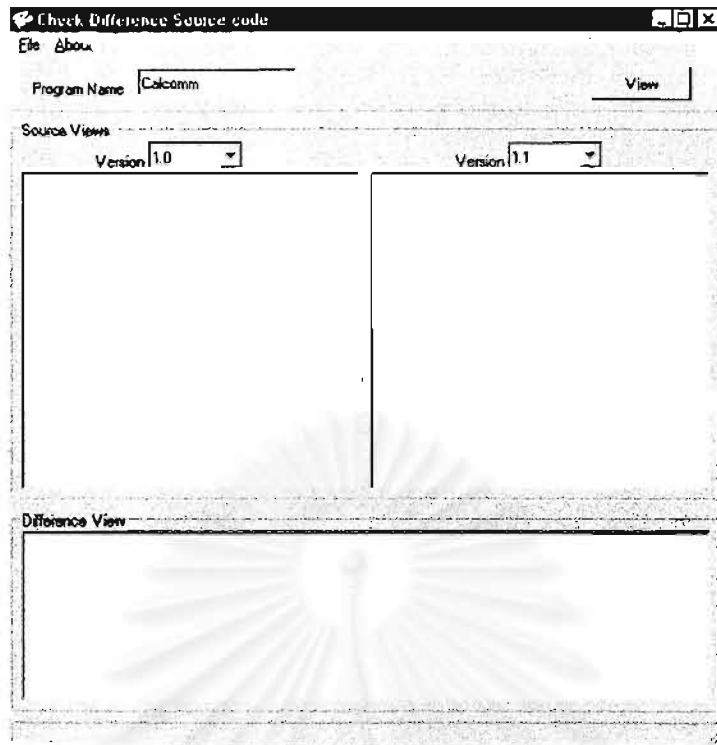 Check Difference Source code
File About
Program Name Calcomm View
Source Views
Version 1.0 Version 1.1
Difference View